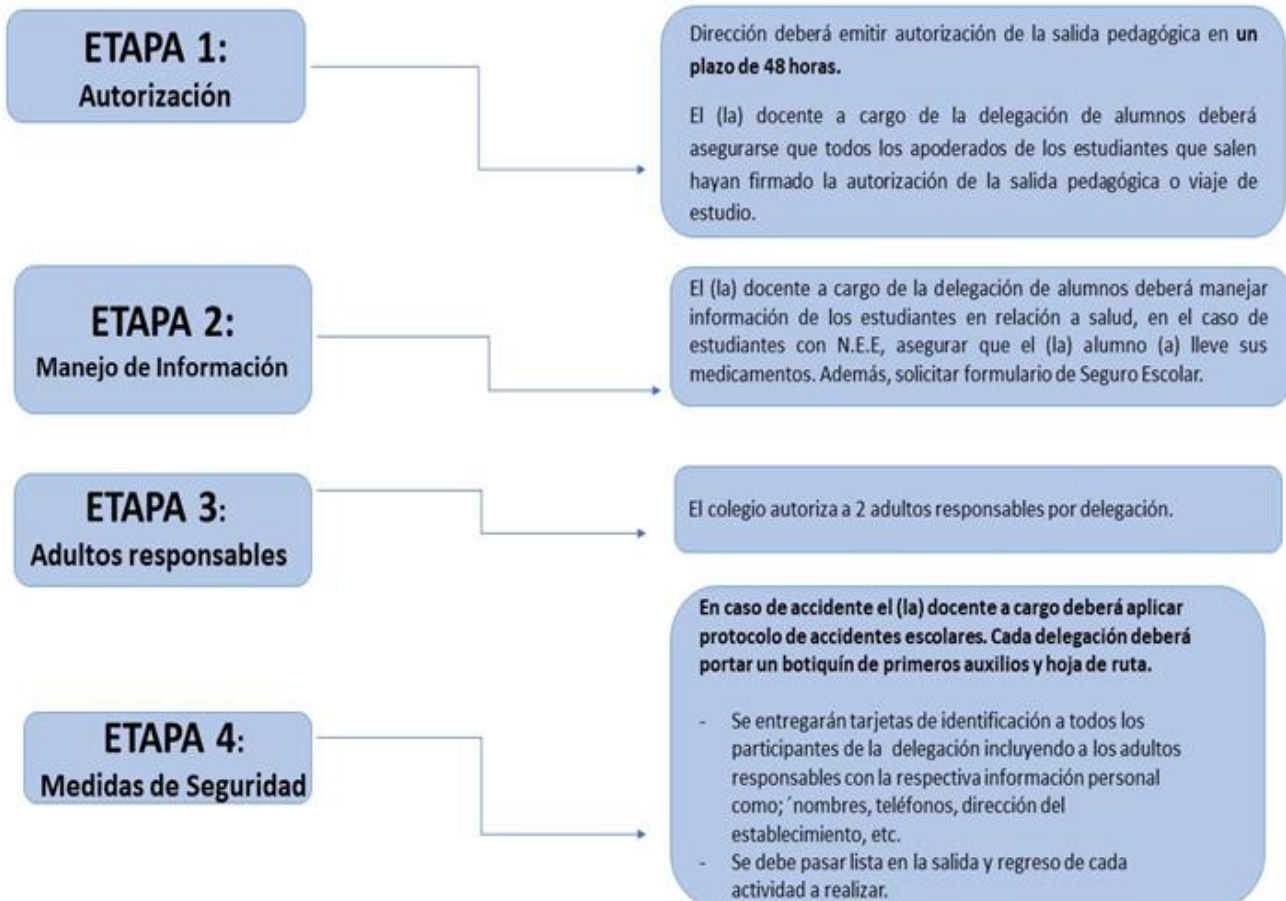 ETAPA 1:
Autorización
Dirección deberá emitir autorización de la salida pedagógica en un
plazo de 48 horas.
El (la) docente a cargo de la delegación de alumnos deberá
asegurarse que todos los apoderados de los estudiantes que salen
hayan firmado la autorización de la salida pedagógica o viaje de
estudio.
ETAPA 2:
Manejo de Información
El (la) docente a cargo de la delegación de alumnos deberá manejar
información de los estudiantes en relación a salud, en el caso de
estudiantes con N.E.E, asegurar que el (la) alumno (a) lleve sus
medicamentos. Además, solicitar formulario de Seguro Escolar.
ETAPA 3:
Adultos responsables
El colegio autoriza a 2 adultos responsables por delegación.
ETAPA 4:
Medidas de Seguridad
En caso de accidente el (la) docente a cargo deberá aplicar
protocolo de accidentes escolares. Cada delegación deberá
portar un botiquín de primeros auxilios y hoja de ruta.
- Se entregarán tarjetas de identificación a todos los
participantes de la delegación incluyendo a los adultos
responsables con la respectiva información personal
como; ´nombres, teléfonos, dirección del
establecimiento, etc.
- Se debe pasar lista en la salida y regreso de cada
actividad a realizar.